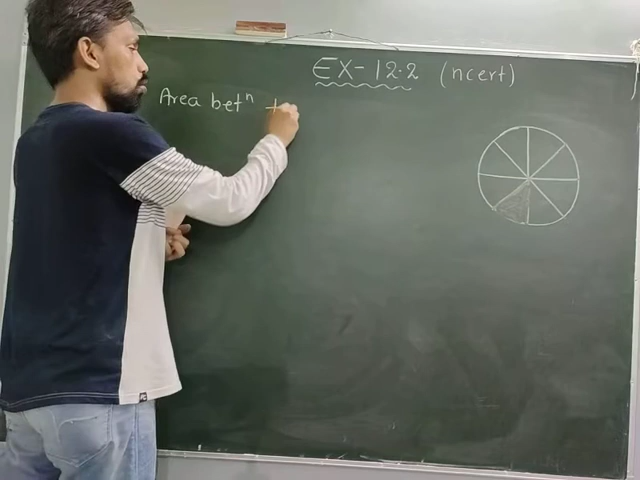 EX-12.2 (ncert)
Area betⁿ t